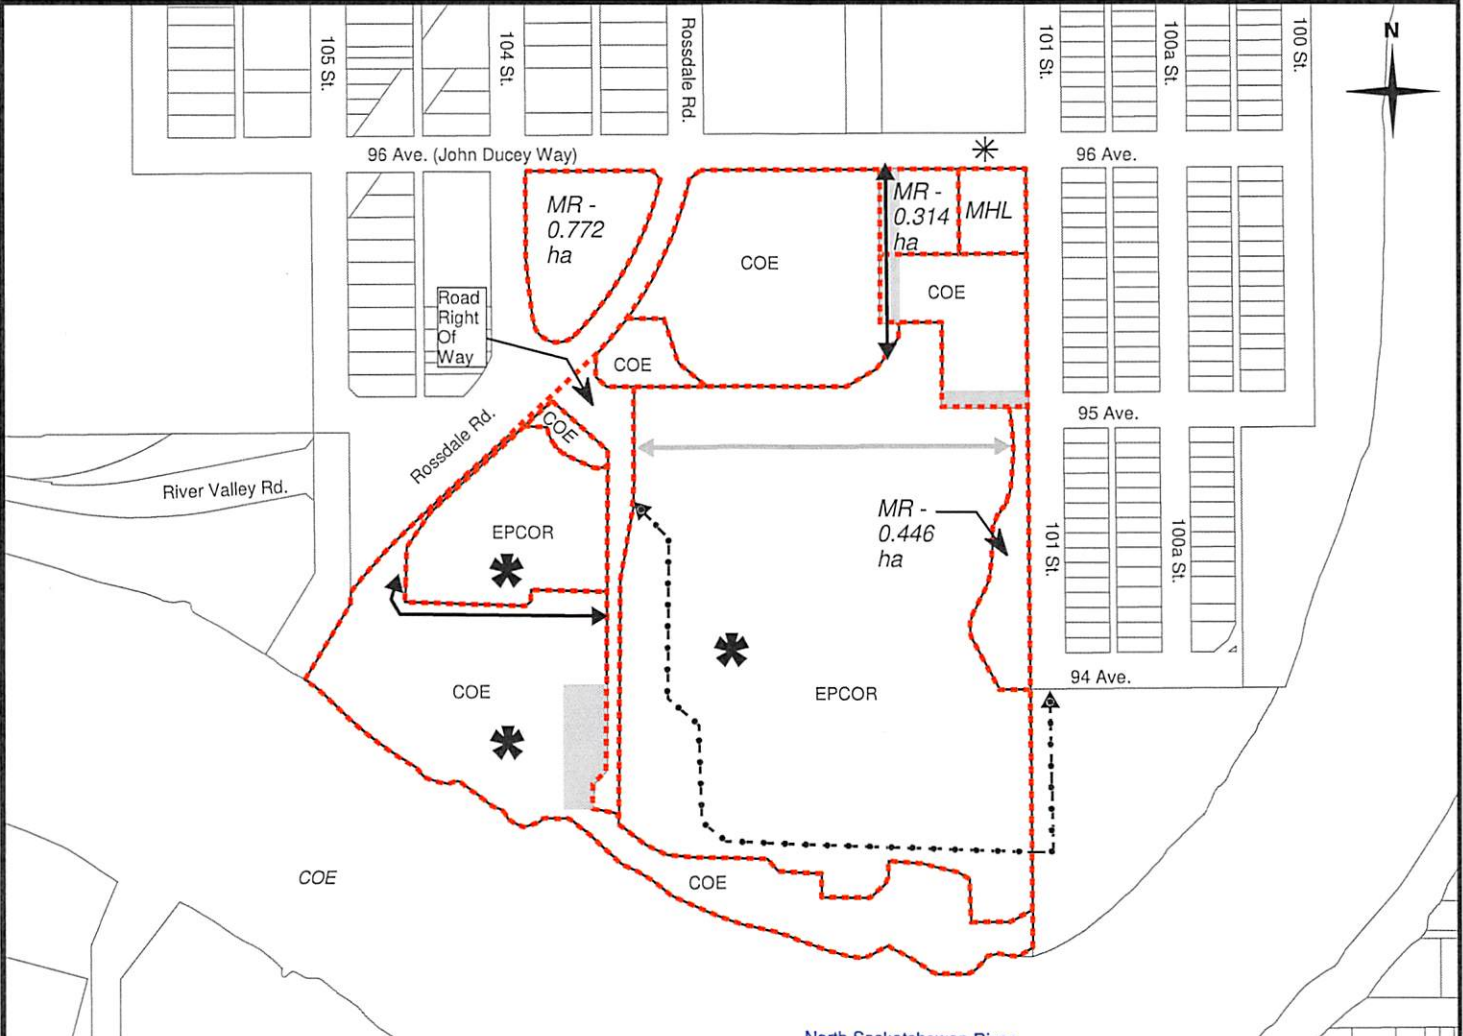 105 St.
104 St.
Rossdale Rd.
101 St.
100a St.
100 St.
N
96 Ave. (John Ducey Way)
96 Ave.
MR -
0.772
ha
MR -
0.314
ha
MHL
COE
COE
Road
Right
Of
Way
COE
95 Ave.
COE
Rossdale Rd.
River Valley Rd.
EPCOR
MR -
0.446
ha
101 St.
100a St.
COE
EPCOR
94 Ave.
COE
COE
North Saskatchewan River